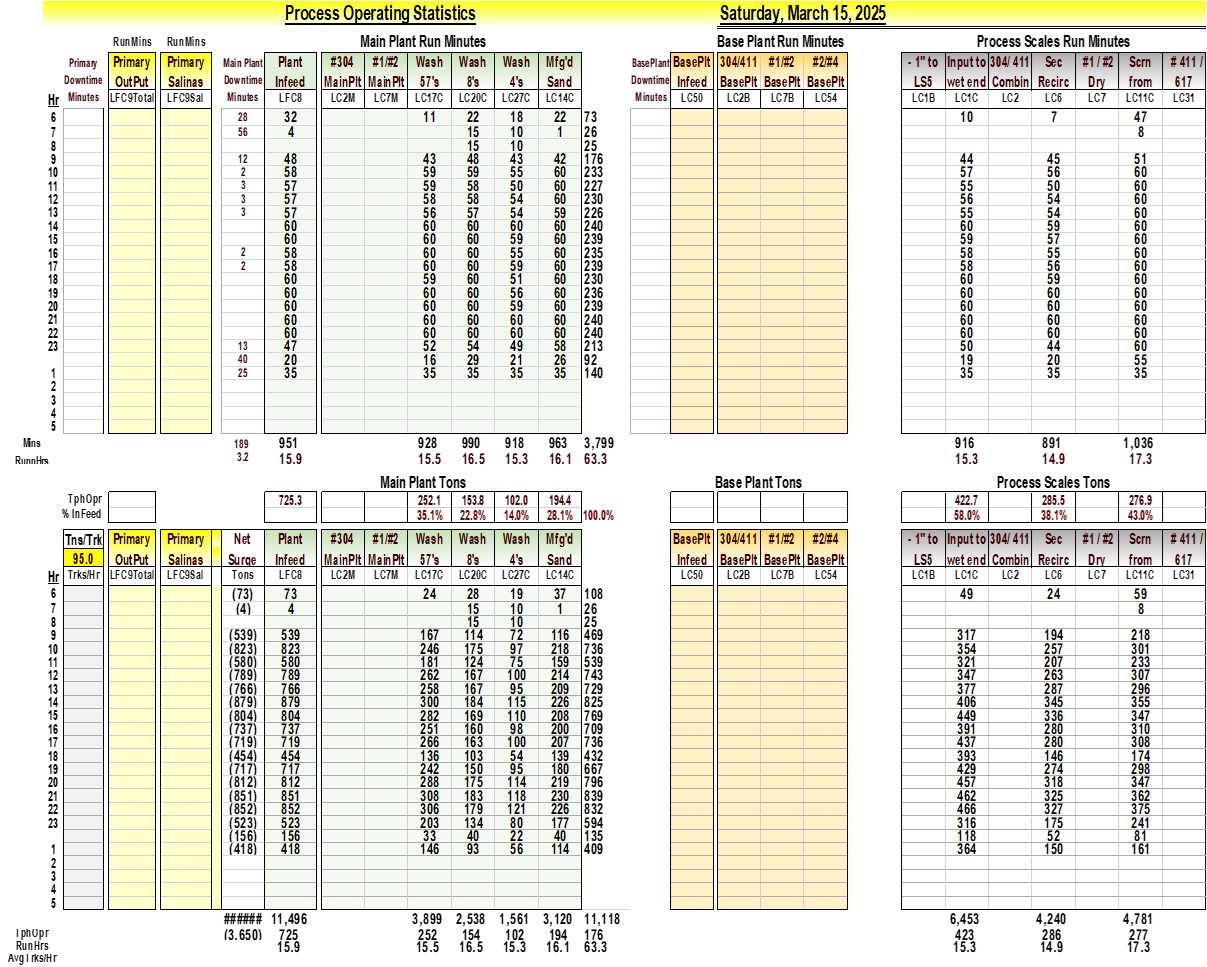 Process Operating Statistics Saturday, March 15, 2025
RunMins RunMins Main Plant Run Minutes Base Plant Run Minutes Process Scales Run Minutes
Primary Primary Primary Main Plant Plant #304 #1/#2 Wash Wash Wash Mfg'd BasePlant BasePlt 304/411 #1/#2 #2/#4 - 1" to Input to 304/ 411 Sec #1 / #2 Scrn # 411 /
Downtime OutPut Salinas Downtime Infeed MainPlt MainPlt 57's 8's 4's Sand Downtime Infeed BasePlt BasePlt BasePlt LS5 wet end Combin Recirc Dry from 617
Hr Minutes LFC9Total LFC9Sal Minutes LFC8 LC2M LC7M LC17C LC20C LC27C LC14C Minutes LC50 LC2B LC7B LC54 LC1B LC1C LC2 LC6 LC7 LC11C LC31
6 28 32 11 22 18 22 73 10 7 47
7 56 4 15 10 1 26 8
8 15 10 25
9 12 48 43 48 43 42 176 44 45 51
10 2 58 59 59 55 60 233 57 56 60
11 3 57 59 58 50 60 227 55 50 60
12 3 57 58 58 54 60 230 56 54 60
13 3 57 56 57 54 59 226 55 54 60
14 60 60 60 60 60 240 60 59 60
15 60 60 60 59 60 239 59 57 60
16 2 58 60 60 55 60 235 58 55 60
17 2 58 60 60 59 60 239 58 56 60
18 60 59 60 51 60 230 60 59 60
19 60 60 60 56 60 236 60 60 60
20 60 60 60 59 60 239 60 60 60
21 60 60 60 60 60 240 60 60 60
22 60 60 60 60 60 240 60 60 60
23 13 47 52 54 49 58 213 50 44 60
40 20 16 29 21 26 92 19 20 55
1 25 35 35 35 35 35 140 35 35 35
2
3
4
5
Mins 189 951 928 990 918 963 3,799 916 891 1,036
RunnHrs 3.2 15.9 15.5 16.5 15.3 16.1 63.3 15.3 14.9 17.3
Main Plant Tons Base Plant Tons Process Scales Tons
TphOpr 725.3 252.1 153.8 102.0 194.4 422.7 285.5 276.9
% InFeed 35.1% 22.8% 14.0% 28.1% 100.0% 58.0% 38.1% 43.0%
Tns/Trk Primary Primary Net Plant #304 #1/#2 Wash Wash Wash Mfg'd BasePlt 304/411 #1/#2 #2/#4 - 1" to Input to 304/ 411 Sec #1 / #2 Scrn # 411 /
95.0 OutPut Salinas Surge Infeed MainPlt MainPlt 57's 8's 4's Sand Infeed BasePlt BasePlt BasePlt LS5 wet end Combin Recirc Dry from 617
Hr Trks/Hr LFC9Total LFC9Sal Tons LFC8 LC2M LC7M LC17C LC20C LC27C LC14C LC50 LC2B LC7B LC54 LC1B LC1C LC2 LC6 LC7 LC11C LC31
6 (73) 73 24 28 19 37 108 49 24 59
7 (4) 4 15 10 1 26 8
8 15 10 25
9 (539) 539 167 114 72 116 469 317 194 218
10 (823) 823 246 175 97 218 736 354 257 301
11 (580) 580 181 124 75 159 539 321 207 233
12 (789) 789 262 167 100 214 743 347 263 307
13 (766) 766 258 167 95 209 729 377 287 296
14 (879) 879 300 184 115 226 825 406 345 355
15 (804) 804 282 169 110 208 769 449 336 347
16 (737) 737 251 160 98 200 709 391 280 310
17 (719) 719 266 163 100 207 736 437 280 308
18 (454) 454 136 103 54 139 432 393 146 174
19 (717) 717 242 150 95 180 667 429 274 298
20 (812) 812 288 175 114 219 796 457 318 347
21 (851) 851 308 183 118 230 839 462 325 362
22 (852) 852 306 179 121 226 832 466 327 375
23 (523) 523 203 134 80 177 594 316 175 241
(156) 156 33 40 22 40 135 118 52 81
1 (418) 418 146 93 56 114 409 364 150 161
2
3
4
5
###### 11,496 3,899 2,538 1,561 3,120 11,118 6,453 4,240 4,781
TphOpr (3.650) 725 252 154 102 194 176 423 286 277
RunHrs 15.9 15.5 16.5 15.3 16.1 63.3 15.3 14.9 17.3
AvgTrks/Hr